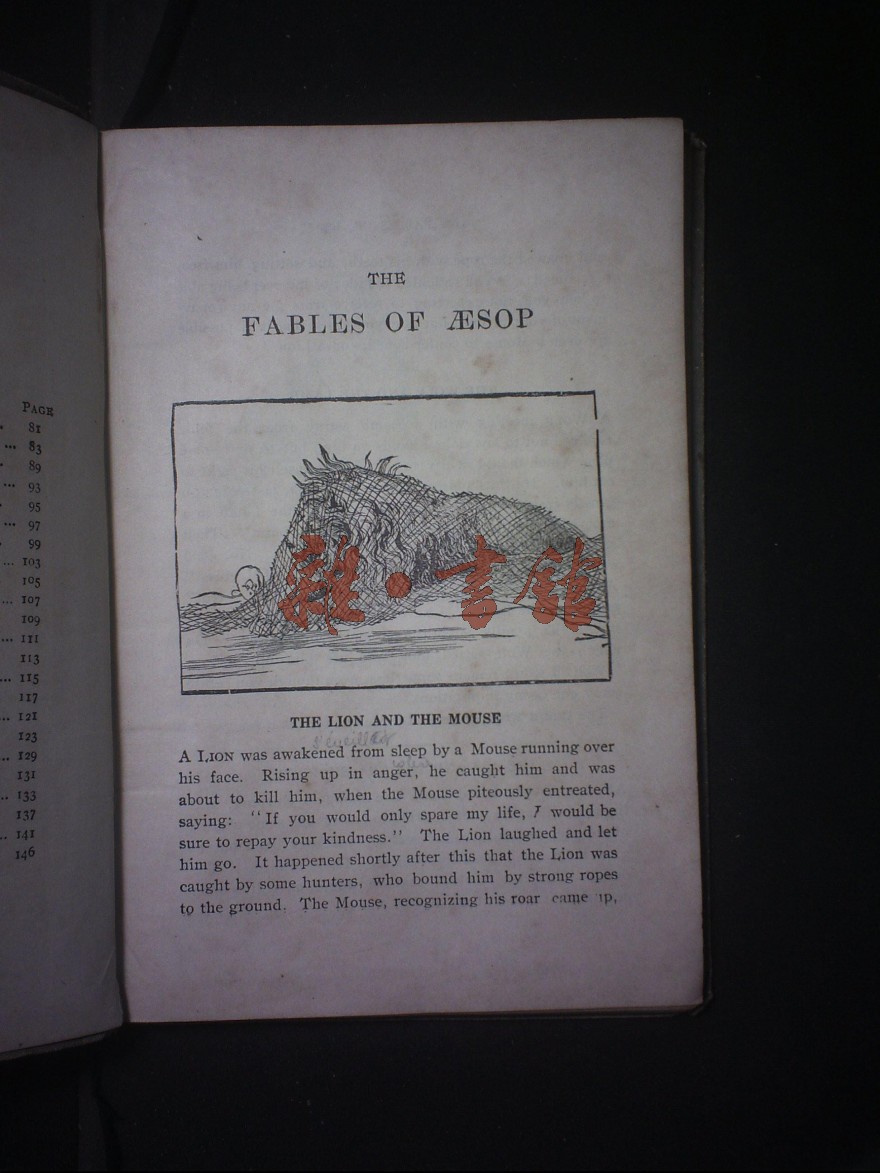 PAGE
81
... 83
89
... 93
95
... 97
99
... 103
105
... 107
109
... 111
113
... 115
117
... 121
123
.. 129
131
.. 133
137
.. 141
146
THE
FABLES OF ÆSOP
雜·書館
THE LION AND THE MOUSE
s'éveiller
A LION was awakened from sleep by a Mouse running over
his face. Rising up in anger, he caught him and was
about to kill him, when the Mouse piteously entreated,
saying: "If you would only spare my life, I would be
sure to repay your kindness." The Lion laughed and let
him go. It happened shortly after this that the Lion was
caught by some hunters, who bound him by strong ropes
to the ground. The Mouse, recognizing his roar came up,